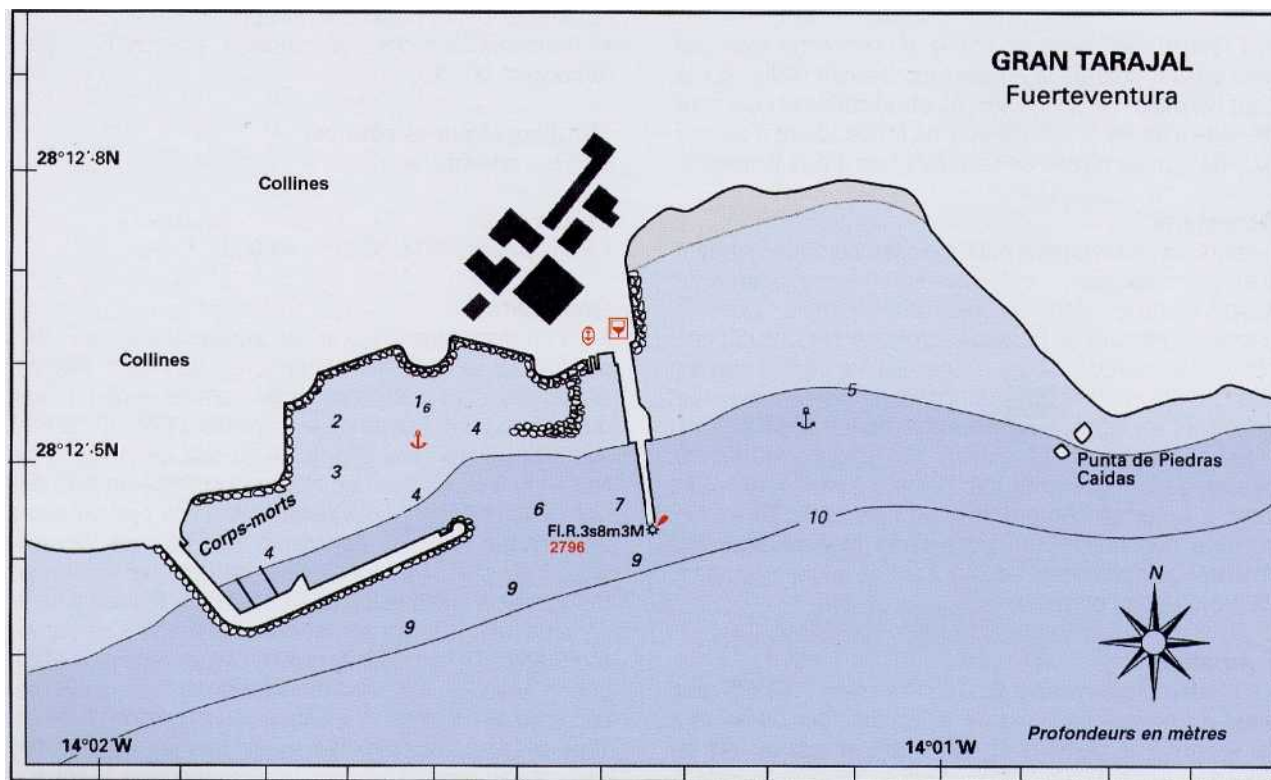 GRAN TARAJAL
Fuerteventura
28°12'·8N
Collines
Collines
5
1₆
2
4
28°12'·5N
3
4
Punta de Piedras
Caidas
6
7
10
Corps-morts
Fl.R.3s8m3M
2796
4
9
9
9
N
Profondeurs en mètres
14°02'W
14°01'W